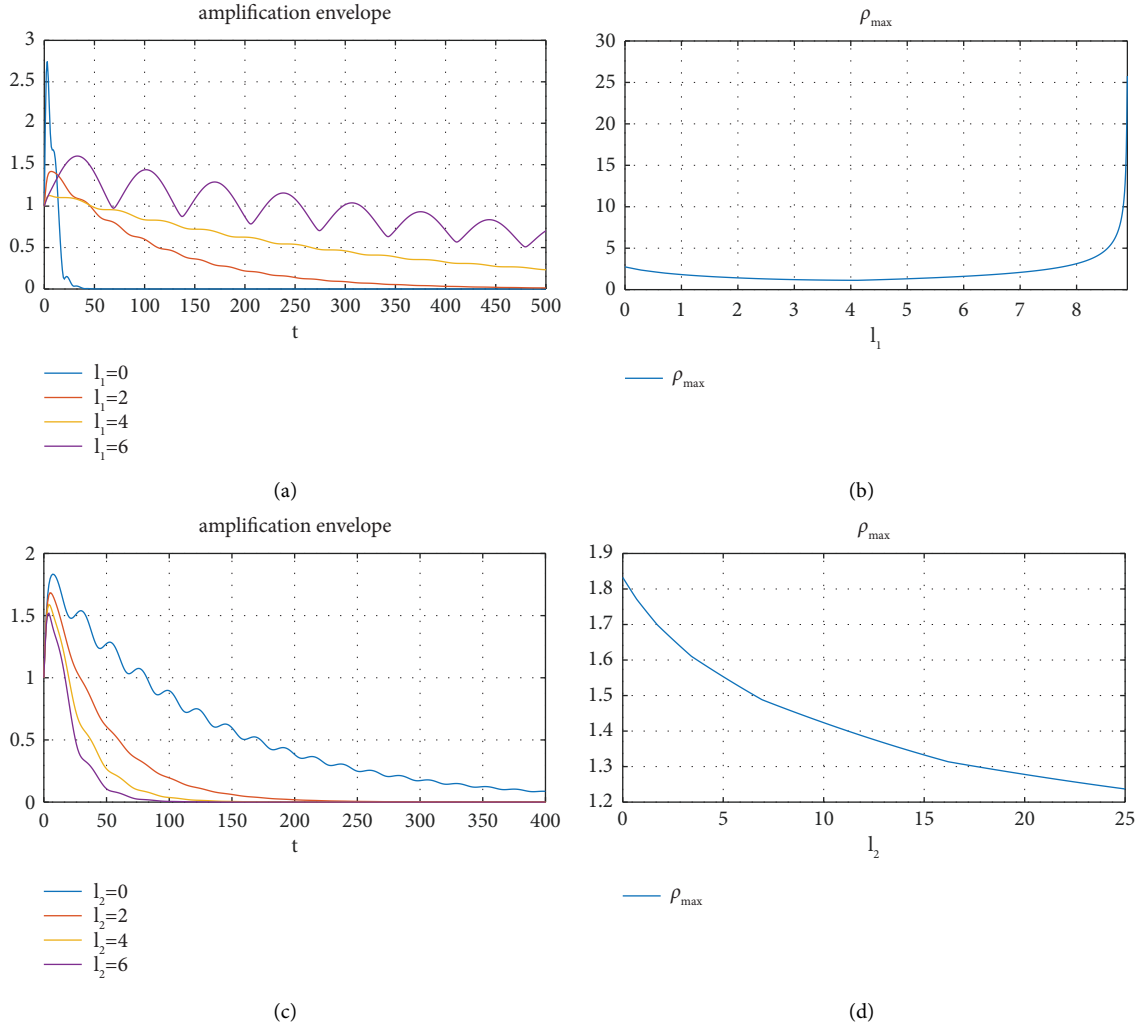 amplification envelope
3
2.5
2
1.5
1
0.5
0
0 50 100 150 200 250 300 350 400 450 500
t
l₁=0
l₁=2
l₁=4
l₁=6
(a)
ρmax
30
25
20
15
10
5
0
0 1 2 3 4 5 6 7 8
l₁
ρmax
(b)
amplification envelope
2
1.5
1
0.5
0
0 50 100 150 200 250 300 350 400
t
l₂=0
l₂=2
l₂=4
l₂=6
(c)
ρmax
1.9
1.8
1.7
1.6
1.5
1.4
1.3
1.2
0 5 10 15 20 25
l₂
ρmax
(d)